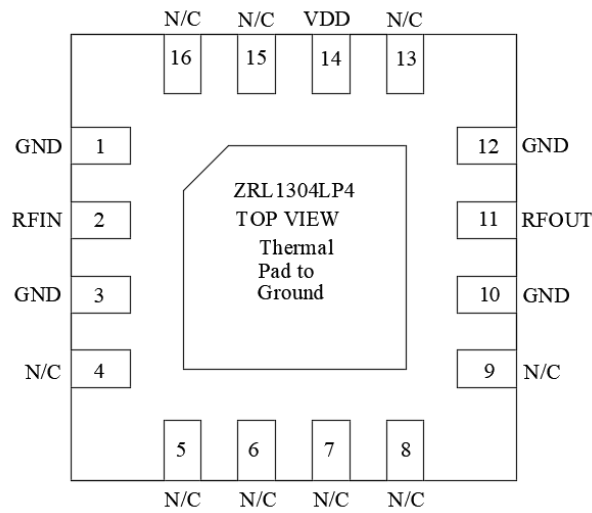 N/C N/C VDD N/C
16 15 14 13
GND 1 12 GND
ZRL1304LP4
RFIN 2 TOP VIEW 11 RFOUT
Thermal
Pad to
GND 3 Ground 10 GND
N/C 4 9 N/C
5 6 7 8
N/C N/C N/C N/C